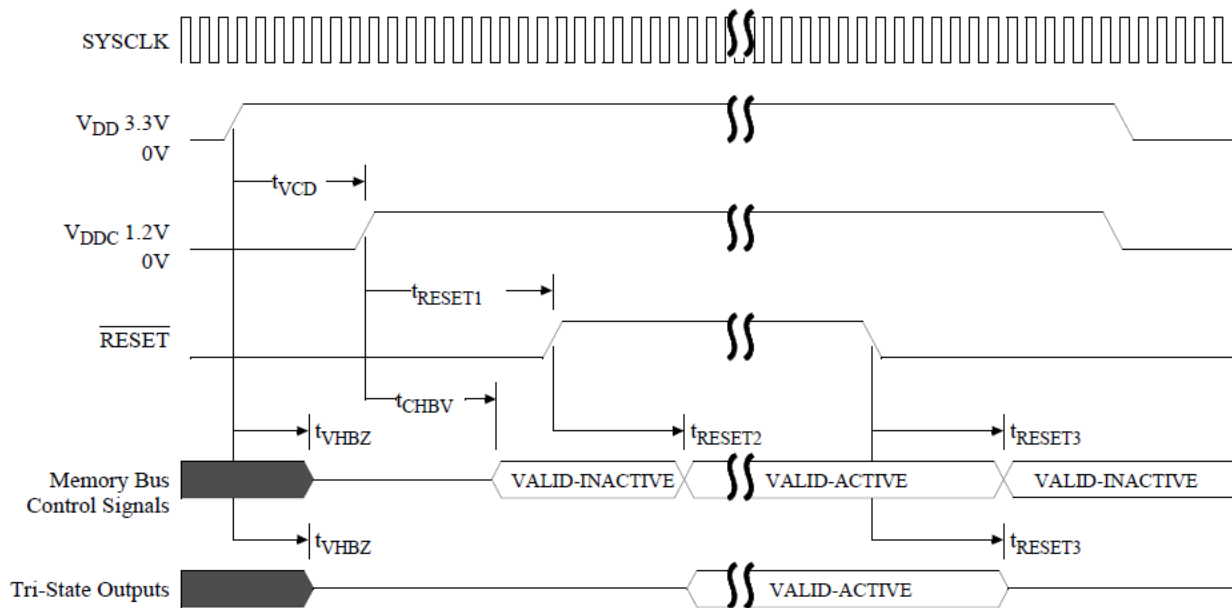 SYSCLK
VDD 3.3V
0V
tVCD
VDDC 1.2V
0V
tRESET1
RESET
tCHBV
tVHBZ
tRESET2
tRESET3
Memory Bus
Control Signals
VALID-INACTIVE
VALID-ACTIVE
VALID-INACTIVE
tVHBZ
tRESET3
Tri-State Outputs
VALID-ACTIVE